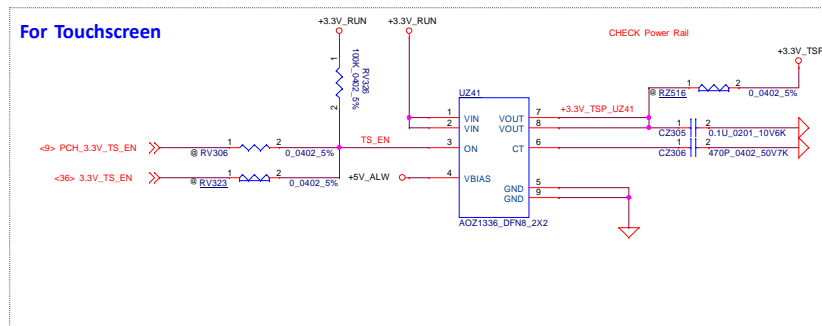 For Touchscreen
+3.3V_RUN
+3.3V_RUN
CHECK Power Rail
+3.3V_TSP
1
2
RV326
100K_0402_5%
UZ41
+3.3V_TSP_UZ41
@ RZ516
1
2
0_0402_5%
1
2
VIN
VIN
VOUT
VOUT
7
8
CZ305
1
2
0.1U_0201_10V6K
<9> PCH_3.3V_TS_EN
@ RV306
1
2
0_0402_5%
TS_EN
3
ON
CT
6
CZ306
1
2
470P_0402_50V7K
<36> 3.3V_TS_EN
@ RV323
1
2
0_0402_5%
+5V_ALW
4
VBIAS
GND
GND
5
9
AOZ1336_DFN8_2X2